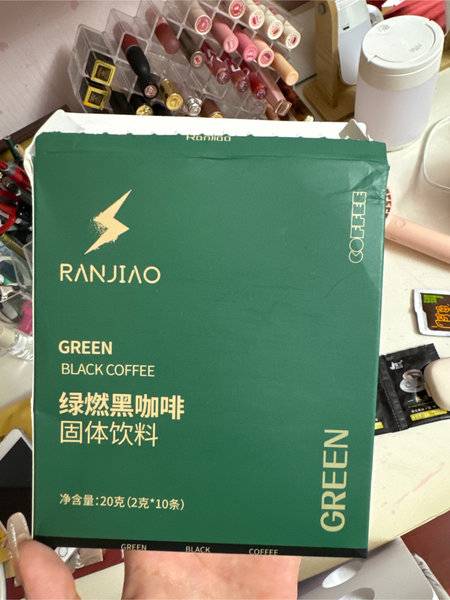 Ranjiao
COFFEE
RANJIAO
GREEN
BLACK COFFEE
绿燃黑咖啡
固体饮料
GREEN
净含量:20克(2克*10条)
GREEN BLACK COFFEE